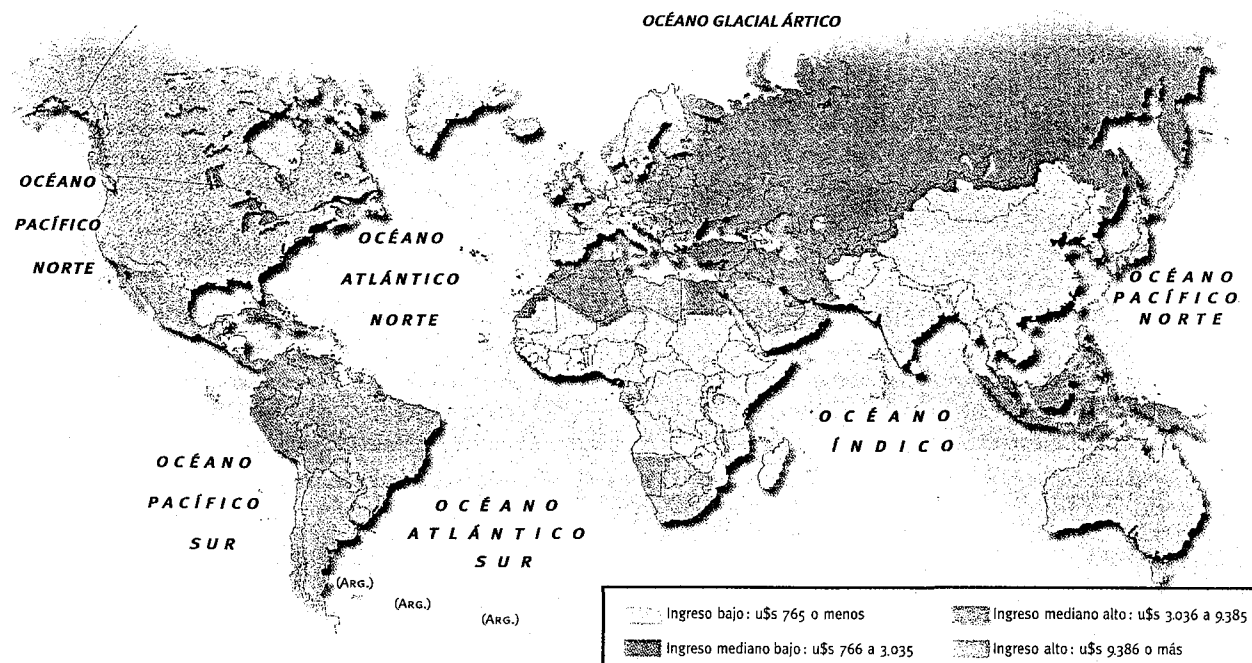 OCÉANO GLACIAL ÁRTICO
OCÉANO
PACÍFICO
NORTE
OCÉANO
ATLÁNTICO
NORTE
OCÉANO
PACÍFICO
NORTE
OCÉANO
ÍNDICO
OCÉANO
PACÍFICO
SUR
OCÉANO
ATLÁNTICO
SUR
(ARG.)
(ARG.)
(ARG.)
Ingreso bajo: u$s 765 o menos
Ingreso mediano bajo: u$s 766 a 3.035
Ingreso mediano alto: u$s 3.036 a 9.385
Ingreso alto: u$s 9.386 o más